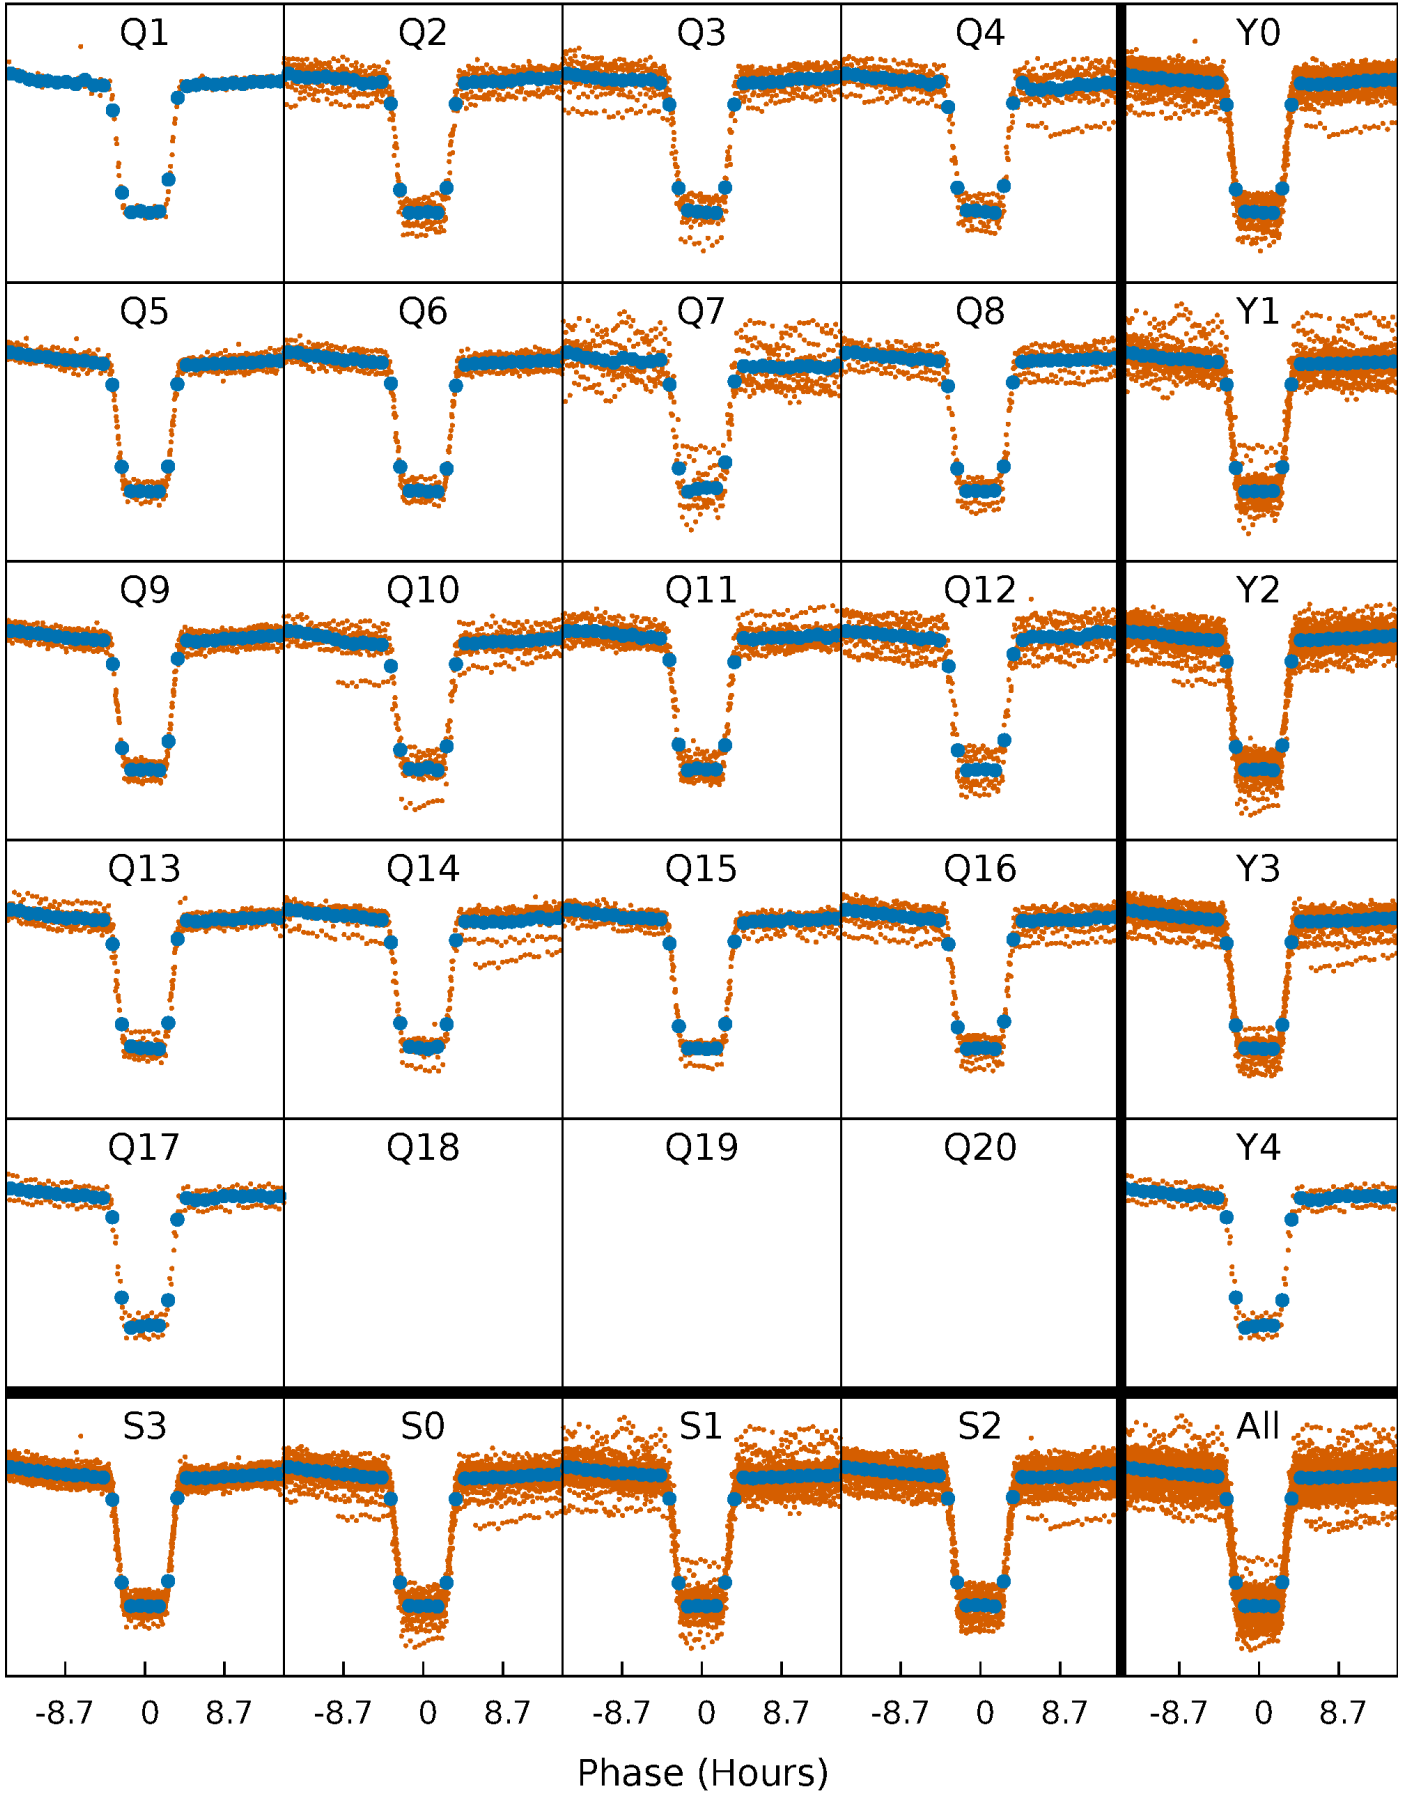 Q1 Q2 Q3 Q4 Y0
Q5 Q6 Q7 Q8 Y1
Q9 Q10 Q11 Q12 Y2
Q13 Q14 Q15 Q16 Y3
Q17 Q18 Q19 Q20 Y4
S3 S0 S1 S2 All
-8.7 0 8.7 -8.7 0 8.7 -8.7 0 8.7 -8.7 0 8.7 -8.7 0 8.7
Phase (Hours)